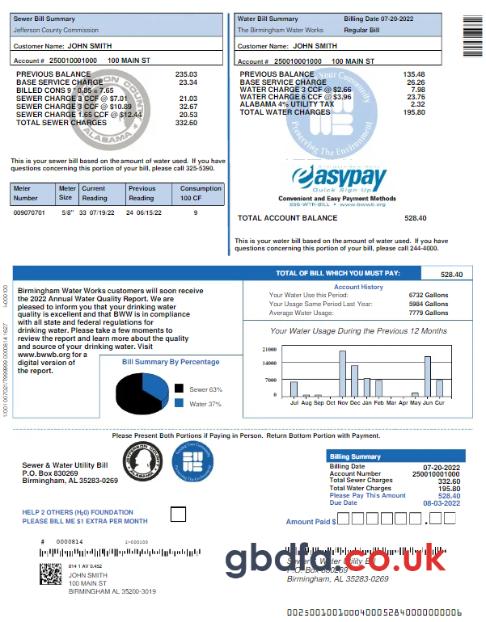 Sewer Bill Summary
Jefferson County Commission
Customer Name: JOHN SMITH
Account # 250010001000 100 MAIN ST
PREVIOUS BALANCE 235.03
BASE SERVICE CHARGE 23.34
BILLED CONS 9 * 0.85 = 7.65
SEWER CHARGE 3 CCF @ $7.01 21.03
SEWER CHARGE 3 CCF @ $10.89 32.67
SEWER CHARGE 1.65 CCF @ $12.44 20.53
TOTAL SEWER CHARGES 332.60
This is your sewer bill based on the amount of water used. If you have
questions concerning this portion of your bill, please call 325-5390.
Meter Number Meter Size Current Reading Previous Reading Consumption 100 CF
009070701 5/8" 33 07/19/22 24 06/15/22 9
Water Bill Summary Billing Date 07-20-2022
The Birmingham Water Works Regular Bill
Customer Name: JOHN SMITH
Account # 250010001000 100 MAIN ST
PREVIOUS BALANCE 135.48
BASE SERVICE CHARGE 26.26
WATER CHARGE 3 CCF @ $2.66 7.98
WATER CHARGE 6 CCF @ $3.96 23.76
ALABAMA 4% UTILITY TAX 2.32
TOTAL WATER CHARGES 195.80
Preserving The Environment
easypay
Quick Sign Up
Convenient and Easy Payment Methods
www.bwwb.org
TOTAL ACCOUNT BALANCE 528.40
This is your water bill based on the amount of water used. If you have
questions concerning this portion of your bill, please call 244-4000.
TOTAL OF BILL WHICH YOU MUST PAY: 528.40
Birmingham Water Works customers will soon receive
the 2022 Annual Water Quality Report. We are
pleased to inform you that your drinking water
quality is excellent and that BWW is in compliance
with all state and federal regulations for
drinking water. Please take a few moments to
review the report and learn more about the quality
and source of your drinking water. Visit
www.bwwb.org for a
digital version of
the report.
Bill Summary By Percentage
Sewer 63%
Water 37%
Account History
Your Water Use this Period: 6732 Gallons
Your Usage Same Period Last Year: 5984 Gallons
Average Water Usage: 7779 Gallons
Your Water Usage During the Previous 12 Months
21000
14000
7000
0
Jul Aug Sep Oct Nov Dec Jan Feb Mar Apr May Jun Cur
Please Present Both Portions if Paying in Person. Return Bottom Portion with Payment.
Sewer & Water Utility Bill
P.O. Box 830269
Birmingham, AL 35283-0269
HELP 2 OTHERS (H2O) FOUNDATION
PLEASE BILL ME $1 EXTRA PER MONTH
Billing Summary
Billing Date 07-20-2022
Account Number 250010001000
Total Sewer Charges 332.60
Total Water Charges 195.80
Please Pay This Amount 528.40
Due Date 08-03-2022
Amount Paid $
# 0000814
JOHN SMITH
100 MAIN ST
BIRMINGHAM AL 35200-3019
gbdfa.co.uk
Sewer & Water Utility Bill
P.O. Box 830269
Birmingham, AL 35283-0269